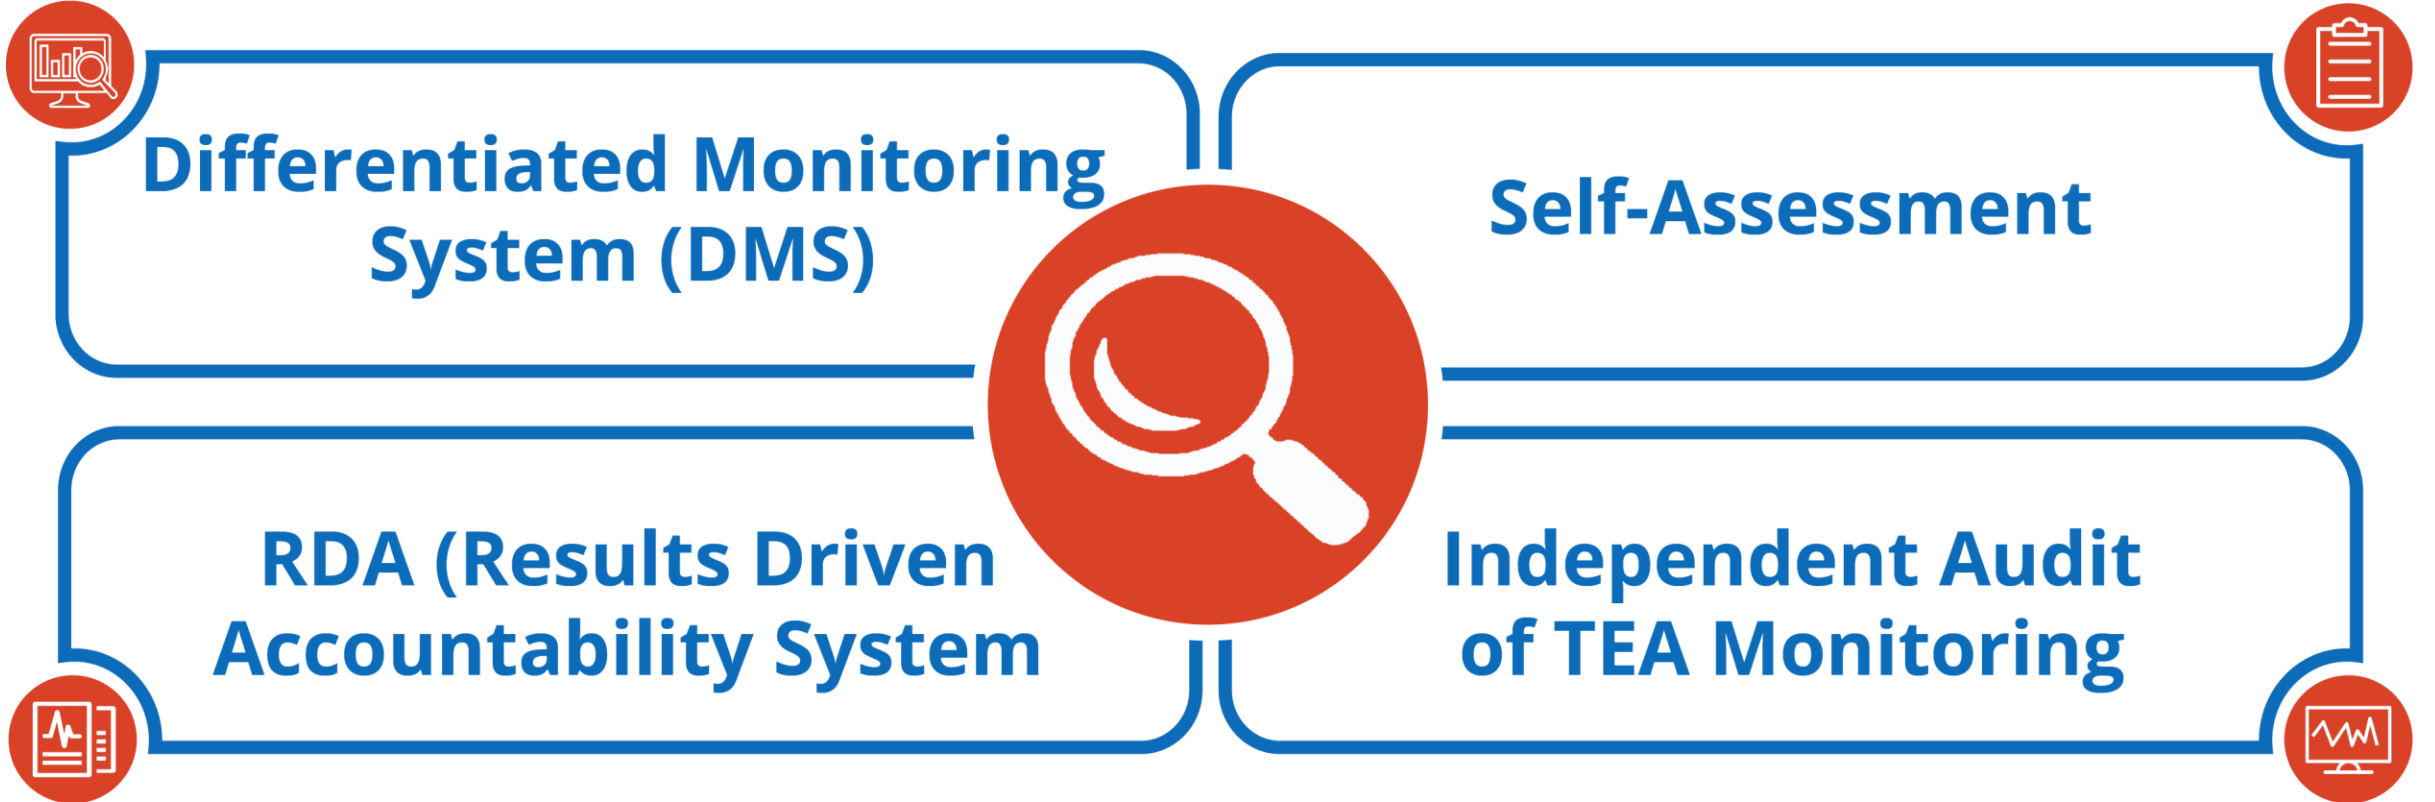 Differentiated Monitoring
System (DMS)
Self-Assessment
RDA (Results Driven
Accountability System
Independent Audit
of TEA Monitoring